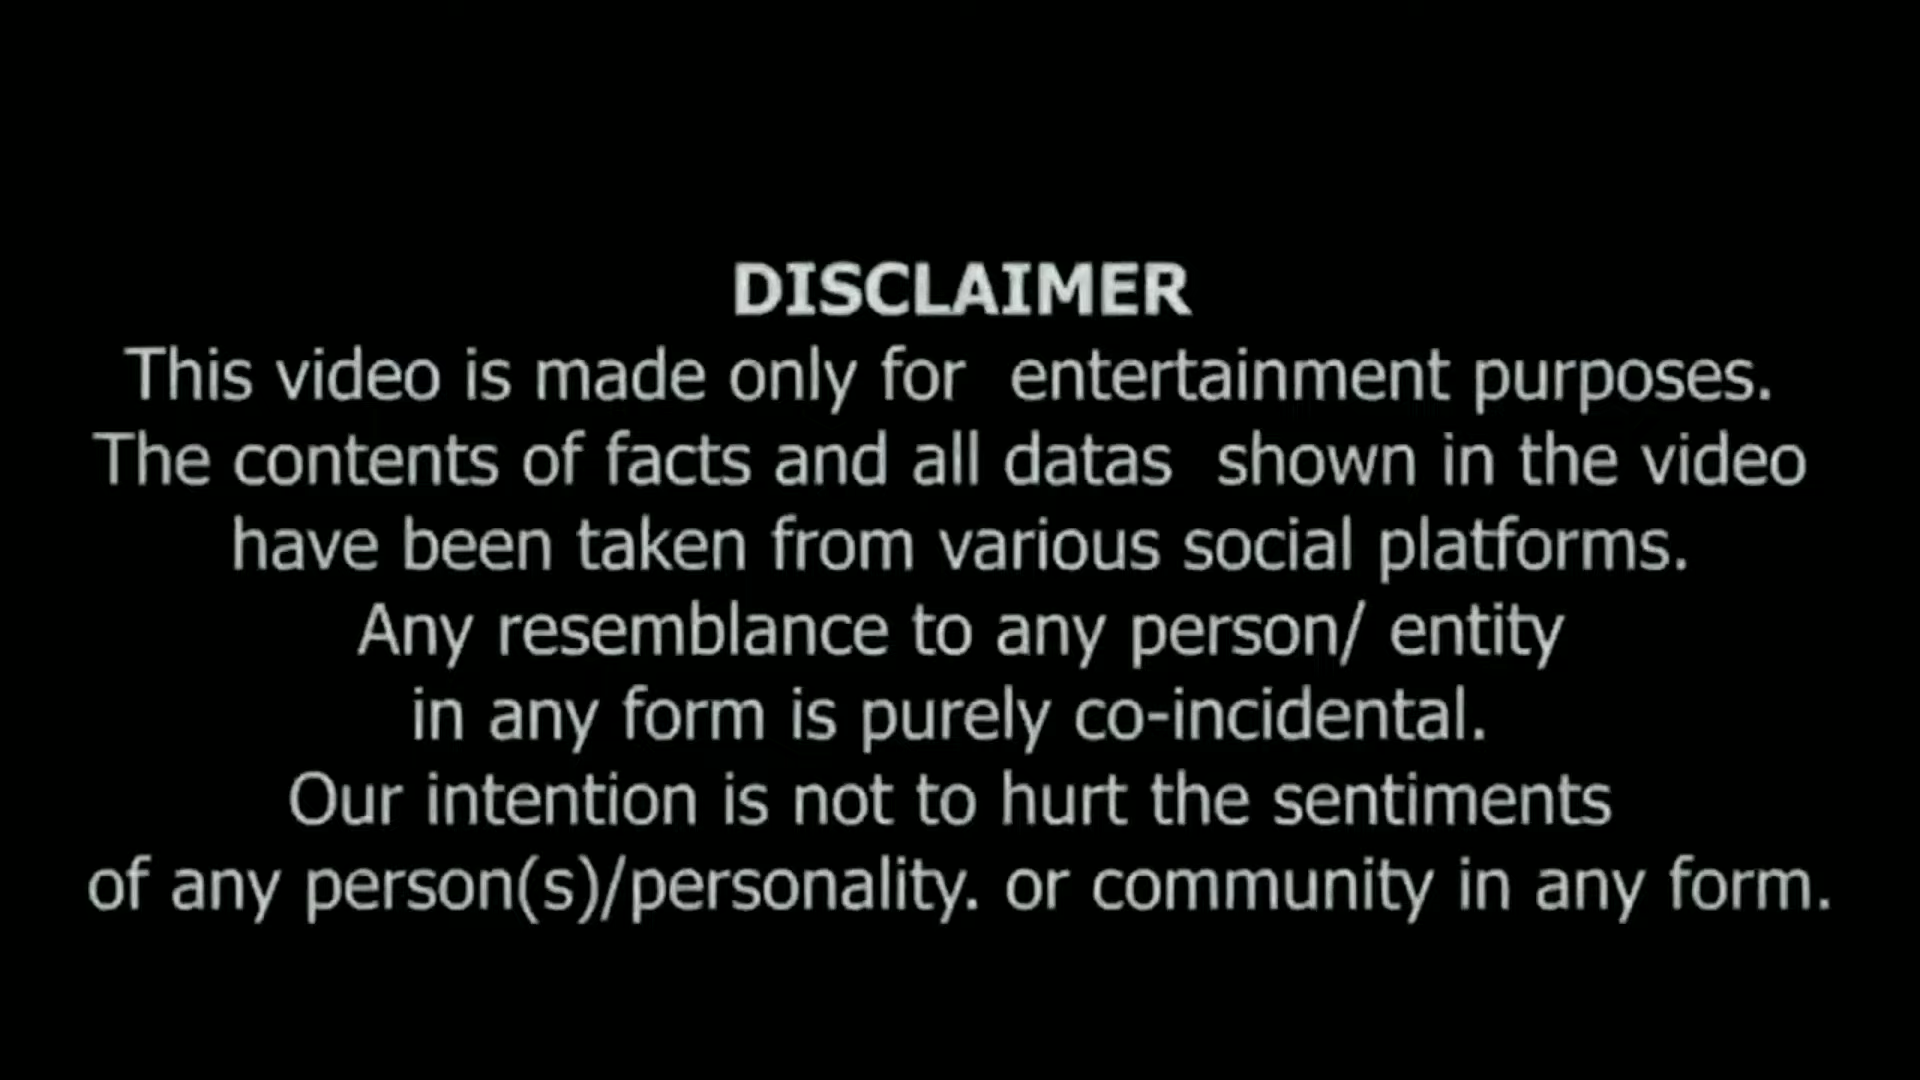 DISCLAIMER
This video is made only for entertainment purposes.
The contents of facts and all datas shown in the video
have been taken from various social platforms.
Any resemblance to any person/ entity
in any form is purely co-incidental.
Our intention is not to hurt the sentiments
of any person(s)/personality. or community in any form.